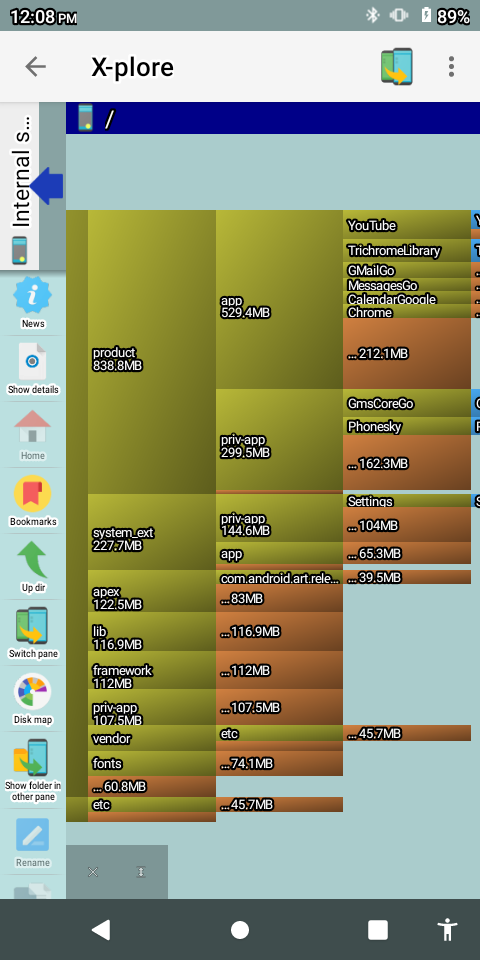 12:08 PM
89%
X-plore
Internal s...
/
News
Show details
Home
Bookmarks
Up dir
Switch pane
Disk map
Show folder in
other pane
Rename
product
838.8MB
system_ext
227.7MB
apex
122.5MB
lib
116.9MB
framework
112MB
priv-app
107.5MB
vendor
fonts
... 60.8MB
etc
app
529.4MB
priv-app
299.5MB
priv-app
144.6MB
app
com.android.art.rele...
... 83MB
... 116.9MB
... 112MB
... 107.5MB
etc
... 74.1MB
... 45.7MB
YouTube
TrichromeLibrary
GMailGo
MessagesGo
CalendarGoogle
Chrome
... 212.1MB
GmsCoreGo
Phonesky
... 162.3MB
Settings
... 104MB
... 65.3MB
... 39.5MB
... 45.7MB